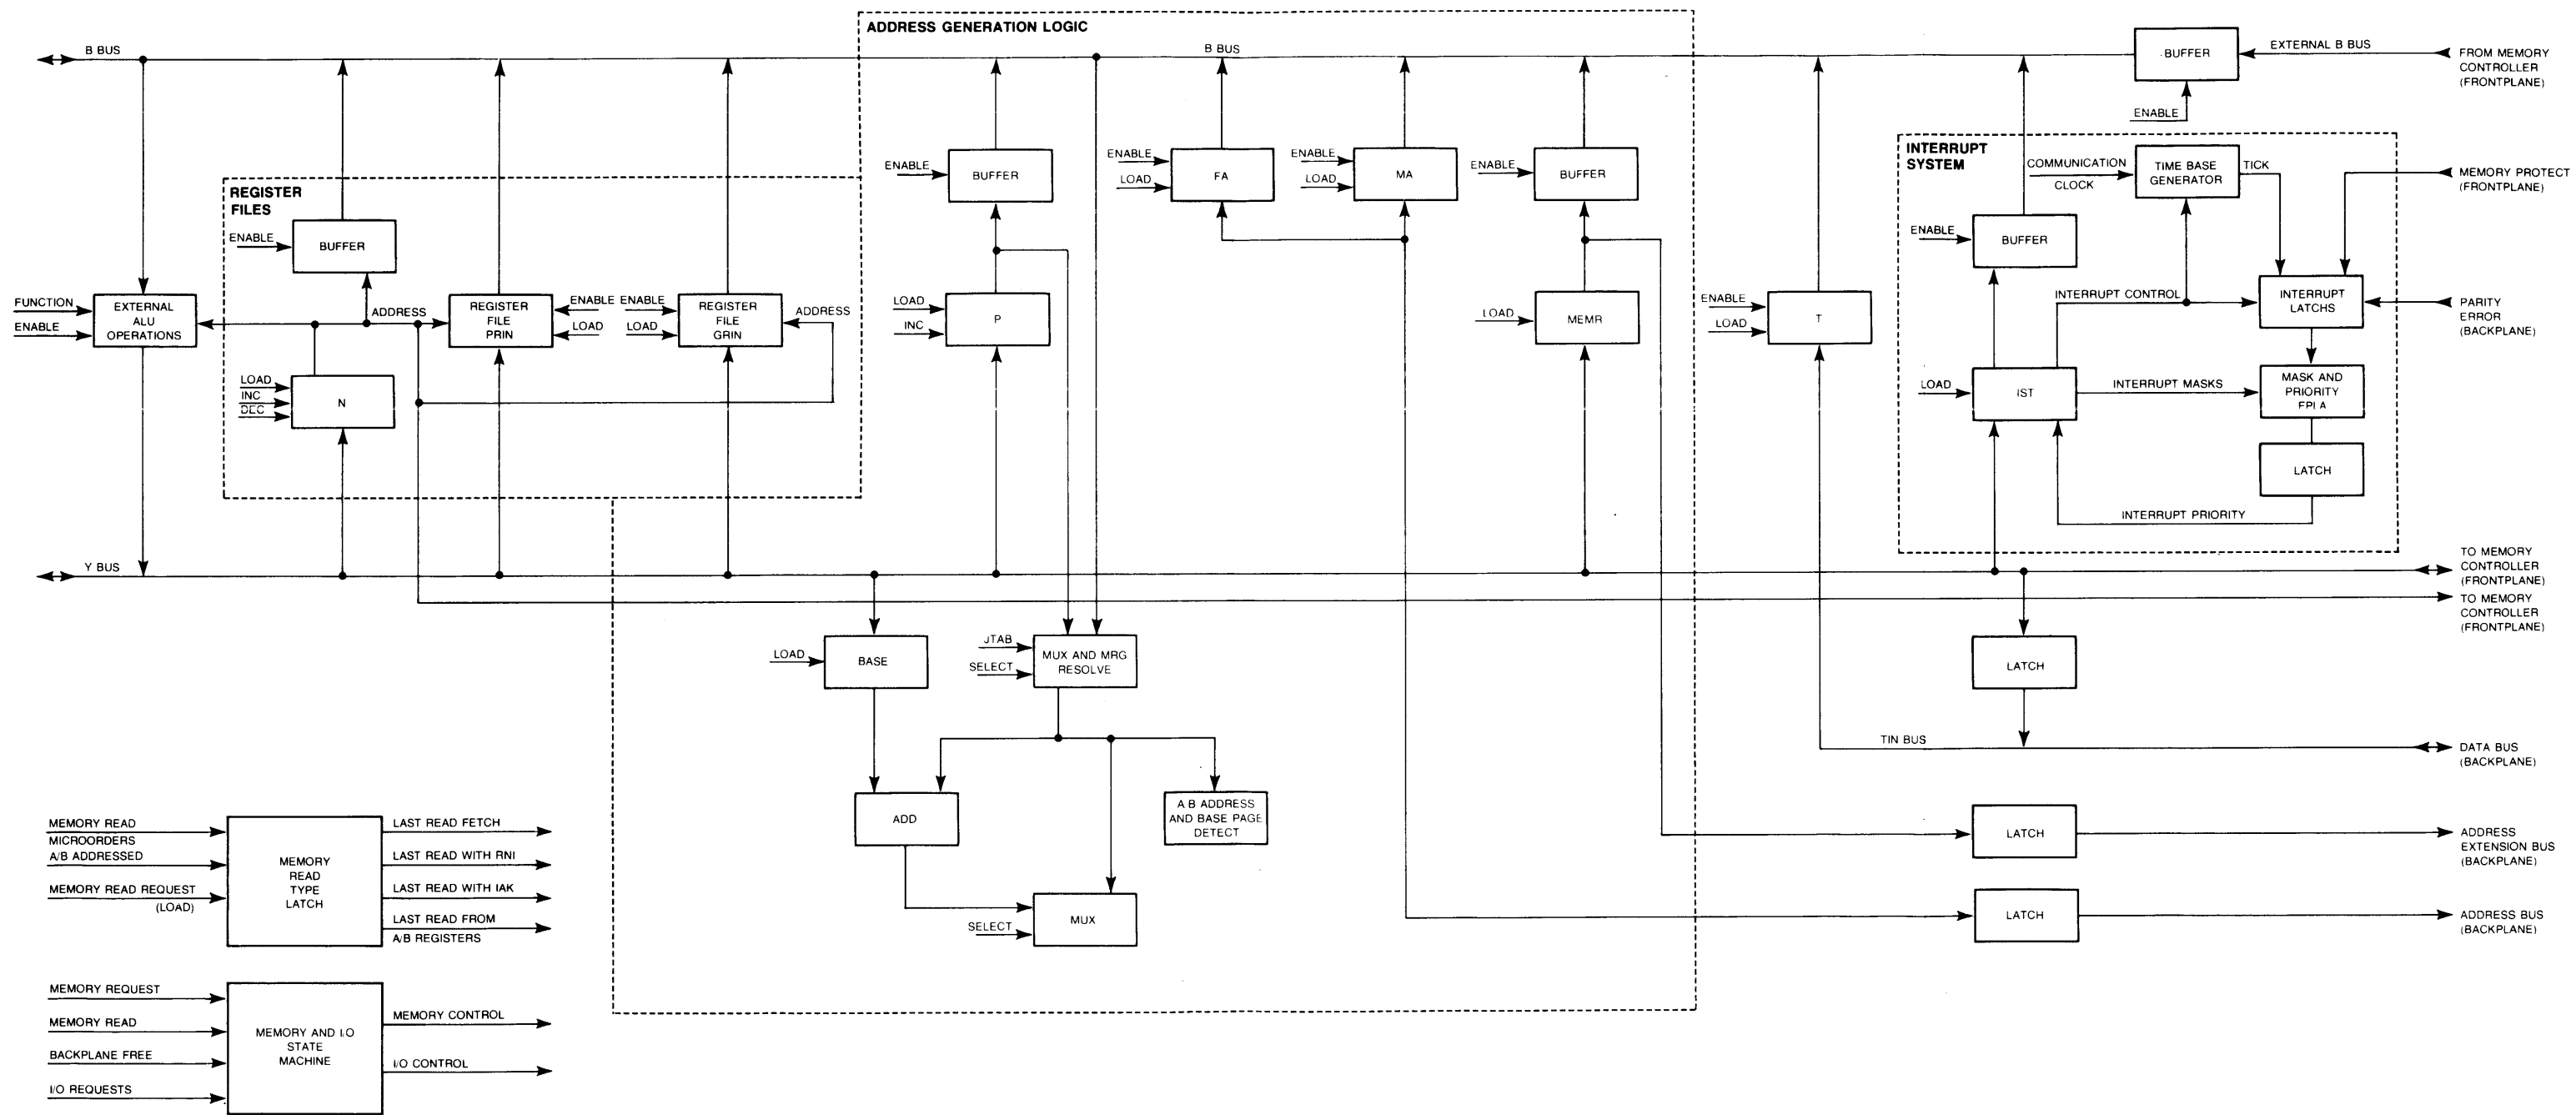 ADDRESS GENERATION LOGIC
B BUS
B BUS
BUFFER
EXTERNAL B BUS
FROM MEMORY
CONTROLLER
(FRONTPLANE)
ENABLE
REGISTER
FILES
ENABLE
BUFFER
ENABLE
BUFFER
ENABLE
LOAD
FA
ENABLE
LOAD
MA
ENABLE
BUFFER
INTERRUPT
SYSTEM
COMMUNICATION
CLOCK
TIME BASE
GENERATOR
TICK
MEMORY PROTECT
(FRONTPLANE)
ENABLE
BUFFER
FUNCTION
ENABLE
EXTERNAL
ALU
OPERATIONS
ADDRESS
REGISTER
FILE
PRIN
ENABLE
LOAD
ENABLE
LOAD
REGISTER
FILE
GRIN
ADDRESS
LOAD
INC
P
LOAD
MEMR
ENABLE
LOAD
T
INTERRUPT CONTROL
INTERRUPT
LATCHS
PARITY
ERROR
(BACKPLANE)
LOAD
INC
DEC
N
LOAD
IST
INTERRUPT MASKS
MASK AND
PRIORITY
FPLA
LATCH
INTERRUPT PRIORITY
Y BUS
TO MEMORY
CONTROLLER
(FRONTPLANE)
TO MEMORY
CONTROLLER
(FRONTPLANE)
LOAD
BASE
JTAB
SELECT
MUX AND MRG
RESOLVE
LATCH
TIN BUS
DATA BUS
(BACKPLANE)
ADD
A B ADDRESS
AND BASE PAGE
DETECT
LATCH
ADDRESS
EXTENSION BUS
(BACKPLANE)
SELECT
MUX
LATCH
ADDRESS BUS
(BACKPLANE)
MEMORY READ
MICROORDERS
A/B ADDRESSED
MEMORY READ REQUEST
(LOAD)
MEMORY
READ
TYPE
LATCH
LAST READ FETCH
LAST READ WITH RNI
LAST READ WITH IAK
LAST READ FROM
A/B REGISTERS
MEMORY REQUEST
MEMORY READ
BACKPLANE FREE
I/O REQUESTS
MEMORY AND I/O
STATE
MACHINE
MEMORY CONTROL
I/O CONTROL